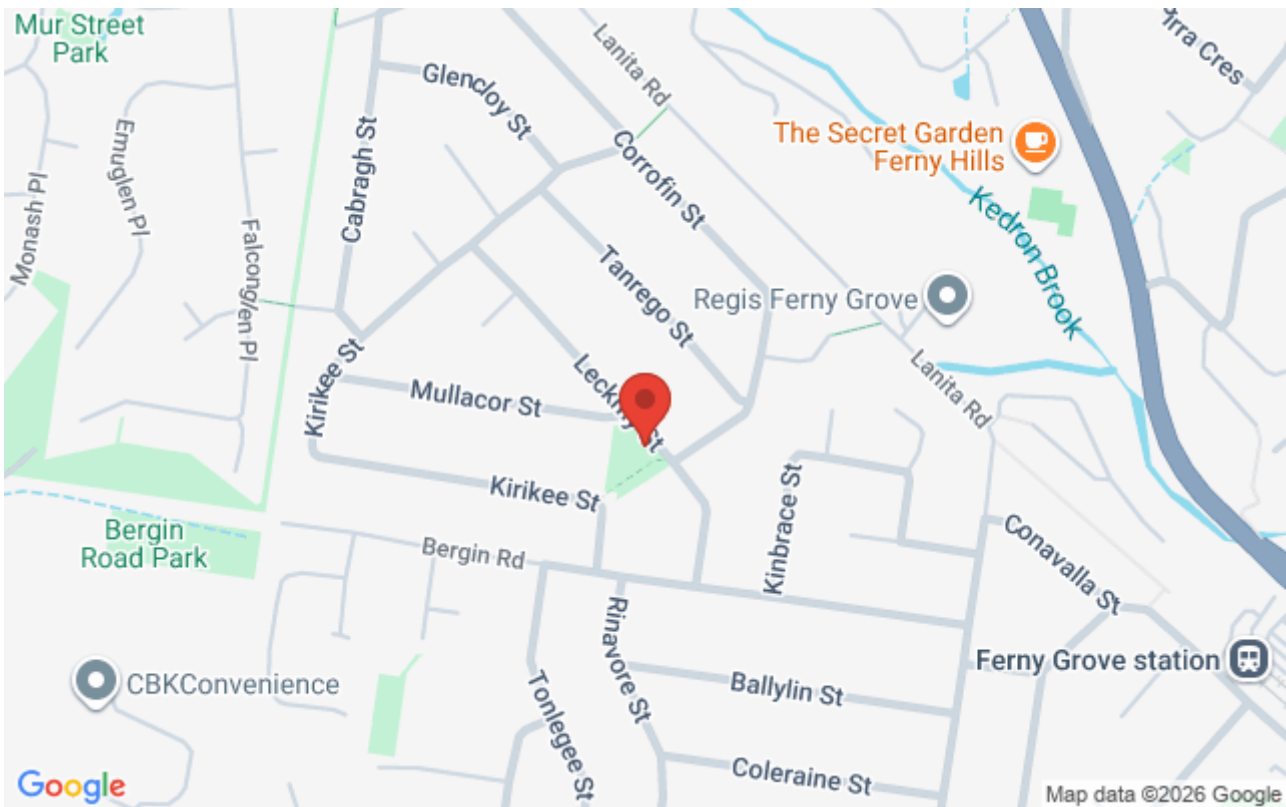 Mur Street
Park
Lanita Rd
Pirra Cres
Glencloy St
Emuglen Pl
Cabragh St
Corrofin St
The Secret Garden
Ferny Hills
Monash Pl
Falconglen Pl
Kedron Brook
Tanrego St
Regis Ferny Grove
Kirikee St
Mullacor St
St
Lanita Rd
Kirikee St
Kinbrace St
Bergin
Road Park
Bergin Rd
Conavalla St
Rinavore St
Ferny Grove station
CBKConvenience
Tonlegee St
Ballylin St
Coleraine St
Google
Map data ©2026 Google